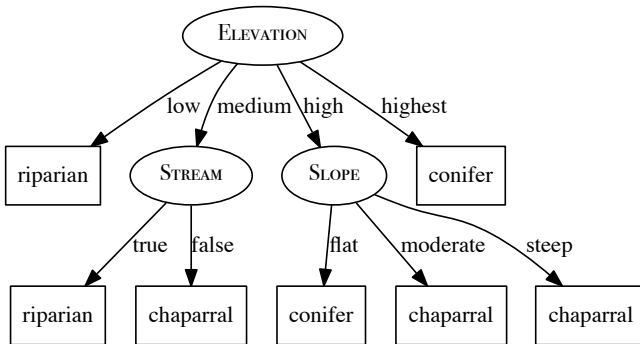 ELEVATION
low medium high highest
riparian STREAM SLOPE conifer
true false flat moderate steep
riparian chaparral conifer chaparral chaparral